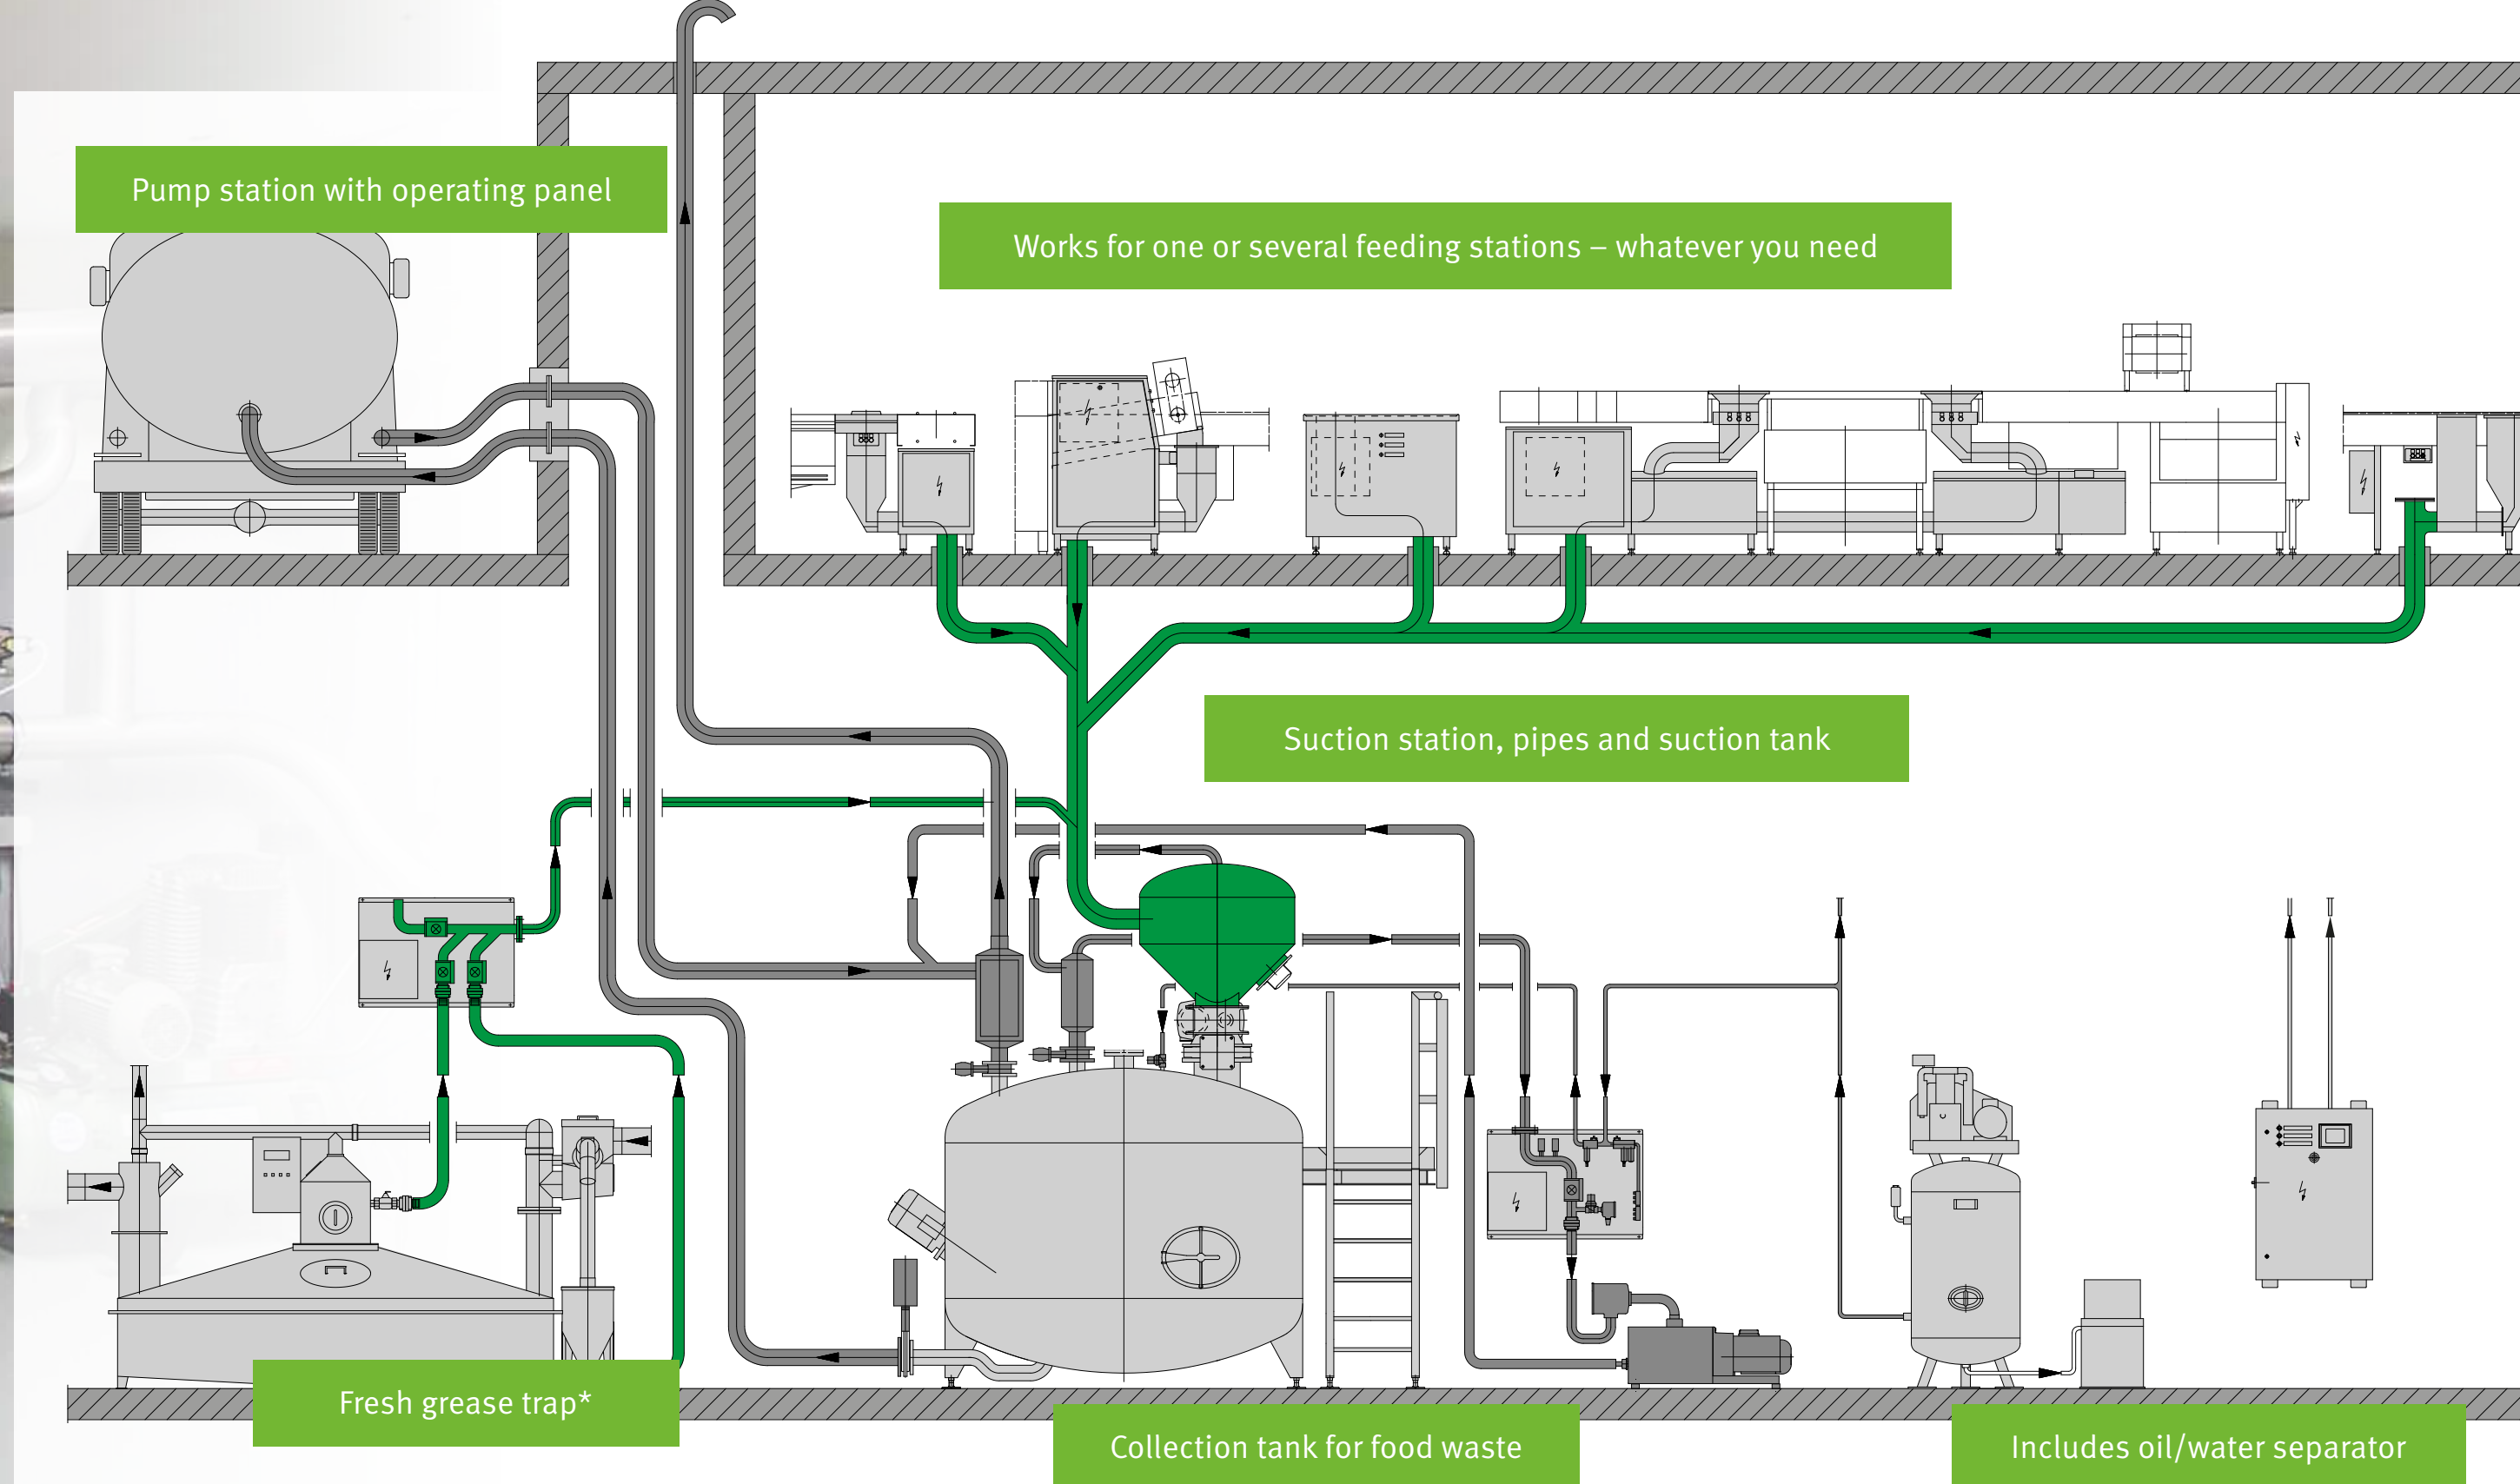 Pump station with operating panel
Works for one or several feeding stations – whatever you need
Suction station, pipes and suction tank
Fresh grease trap*
Collection tank for food waste
Includes oil/water separator